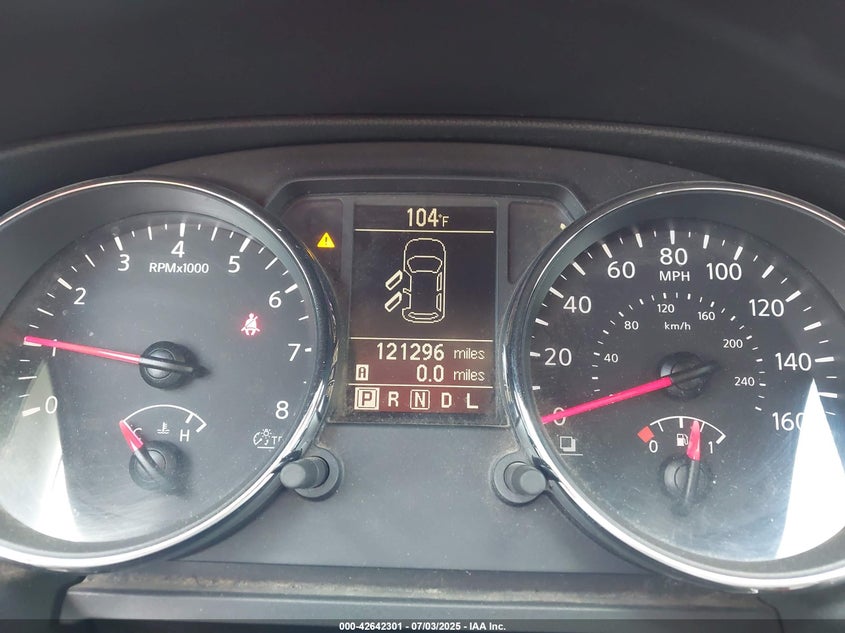 104°F
121296 miles
A 0.0 miles
P R N D L
0 1 2 3 4 5 6 7 8
RPMx1000
C H
0 20 40 60 80 100 120 140 160
MPH
40 80 120 160 200 240
km/h
0 1
000-42642301 | 07/03/2025 - IAA Inc.